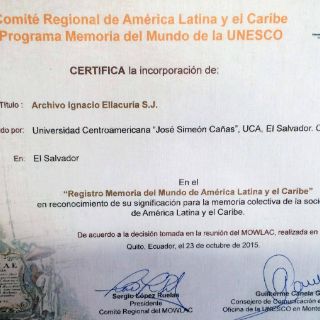 Comité Regional de América Latina y el Caribe
Programa Memoria del Mundo de la UNESCO
CERTIFICA la incorporación de:
Título : Archivo Ignacio Ellacuría S.J.
do por: Universidad Centroamericana "José Simeón Cañas", UCA, El Salvador. C
En: El Salvador
En el
"Registro Memoria del Mundo de América Latina y el Caribe"
en reconocimiento de su significación para la memoria colectiva de la soci
de América Latina y el Caribe.
De acuerdo a la decisión tomada en la reunión del MOWLAC, realizada en
Quito, Ecuador, el 23 de octubre de 2015.
Sergio López Ruelas
Presidente
Comité Regional del MOWLAC
Guilherme Canela G
Consejero de Comunicación e
Oficina de la UNESCO en Monte